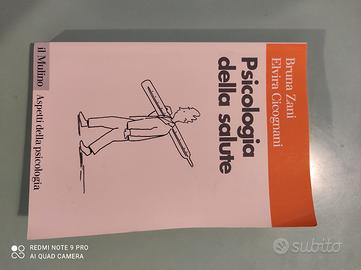 Bruna Zani
Elvira Cicognani
Psicologia
della salute
il Mulino
Aspetti della psicologia
REDMI NOTE 9 PRO
AI QUAD CAMERA
subito